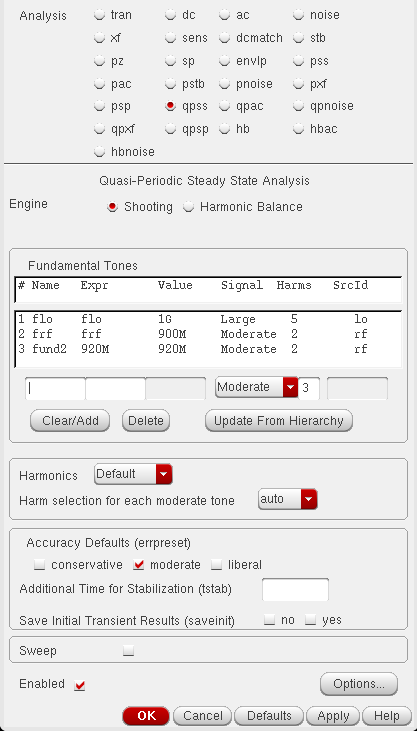 Analysis tran dc ac noise
xf sens dcmatch stb
pz sp envlp pss
pac pstb pnoise pxf
psp qpss qpac qpnoise
qpxf qpsp hb hbac
hbnoise
Quasi-Periodic Steady State Analysis
Engine Shooting Harmonic Balance
Fundamental Tones
# Name Expr Value Signal Harms SrcId
1 flo flo 1G Large 5 lo
2 frf frf 900M Moderate 2 rf
3 fund2 920M 920M Moderate 2 rf
Moderate 3
Clear/Add Delete Update From Hierarchy
Harmonics Default
Harm selection for each moderate tone auto
Accuracy Defaults (errpreset)
conservative moderate liberal
Additional Time for Stabilization (tstab)
Save Initial Transient Results (saveinit) no yes
Sweep
Enabled Options...
OK Cancel Defaults Apply Help